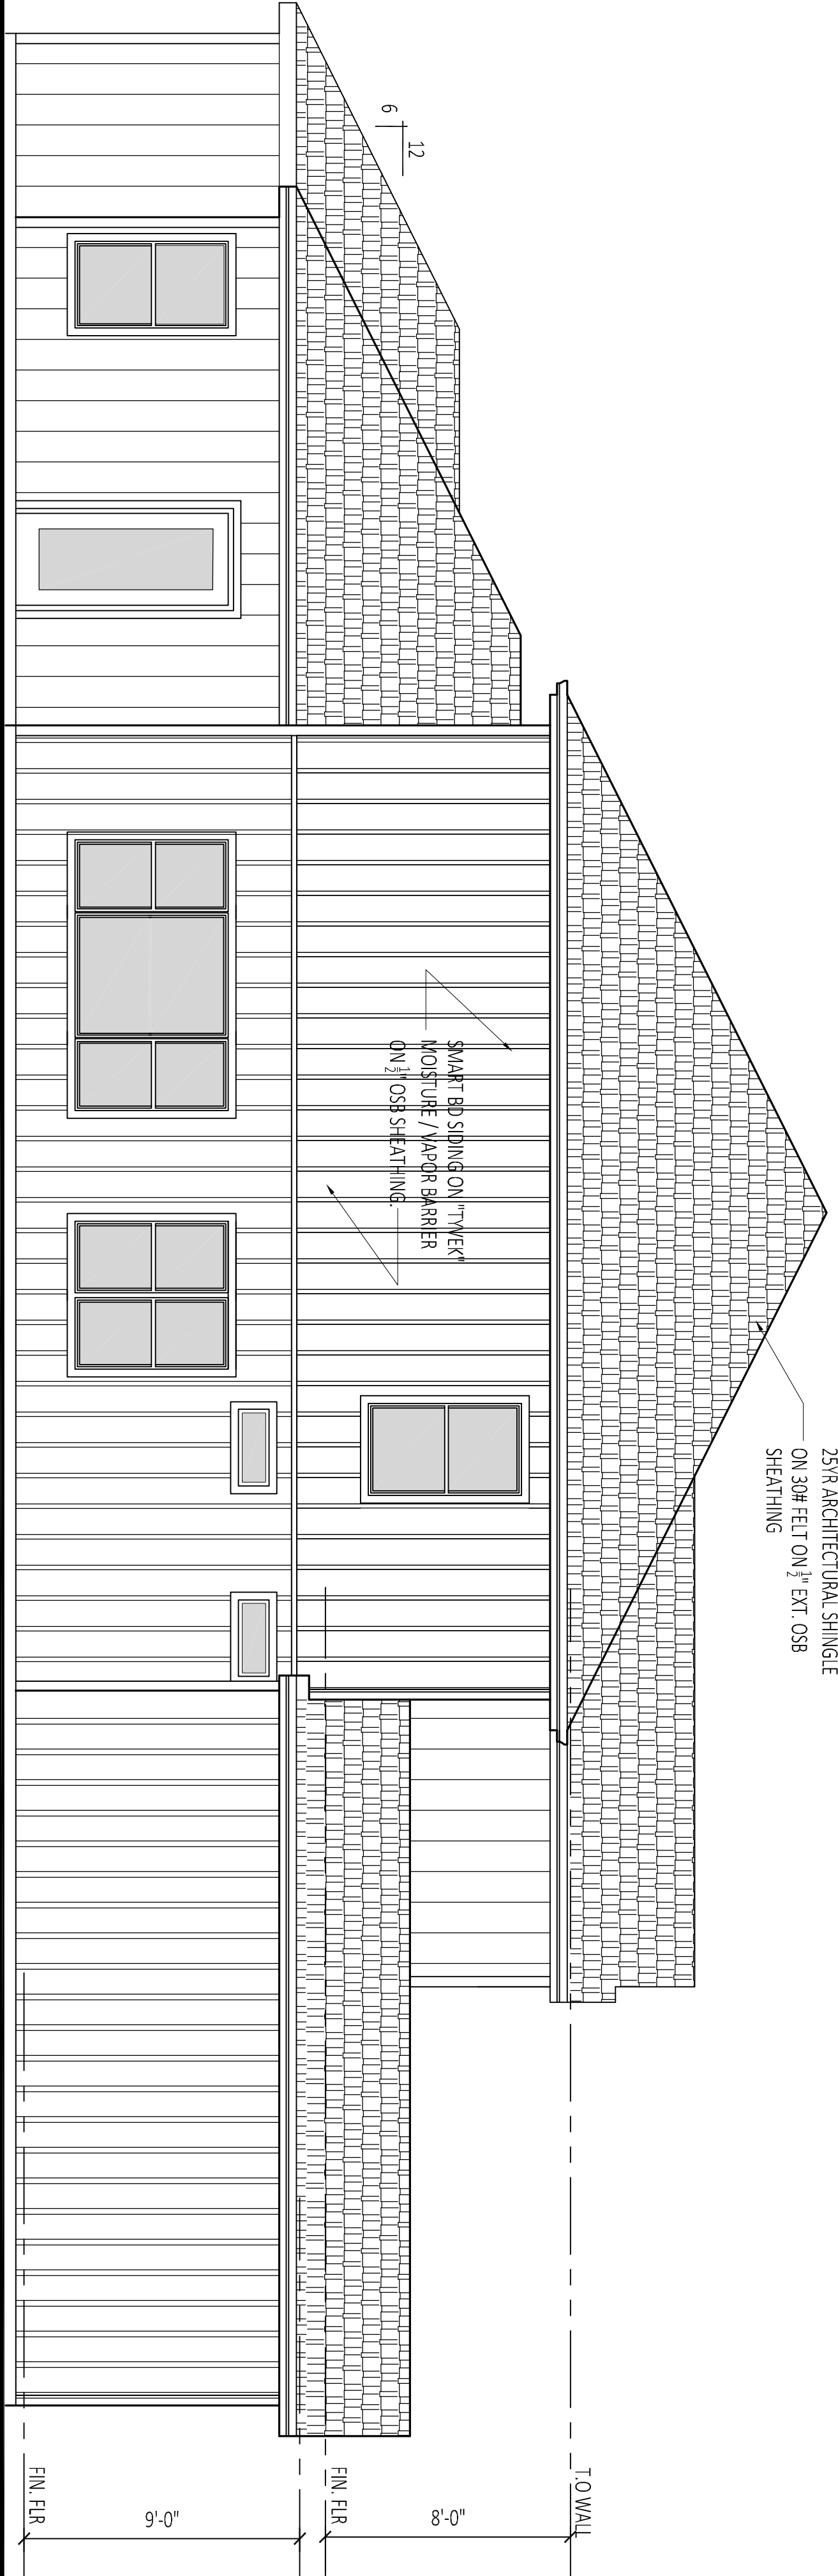 25YR ARCHITECTURAL SHINGLE
ON 30# FELT ON 1/2" EXT. OSB
SHEATHING
12
6
SMART BD SIDING ON "TYVEK"
MOISTURE / VAPOR BARRIER
ON 1/2" OSB SHEATHING.
T.O WALL
8'-0"
FIN. FLR
9'-0"
FIN. FLR